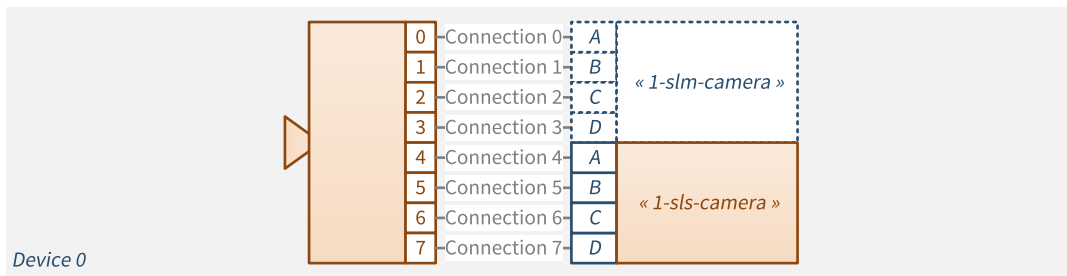 0 Connection 0 A
1 Connection 1 B
« 1-slm-camera »
2 Connection 2 C
3 Connection 3 D
4 Connection 4 A
5 Connection 5 B
« 1-sls-camera »
6 Connection 6 C
7 Connection 7 D
Device 0